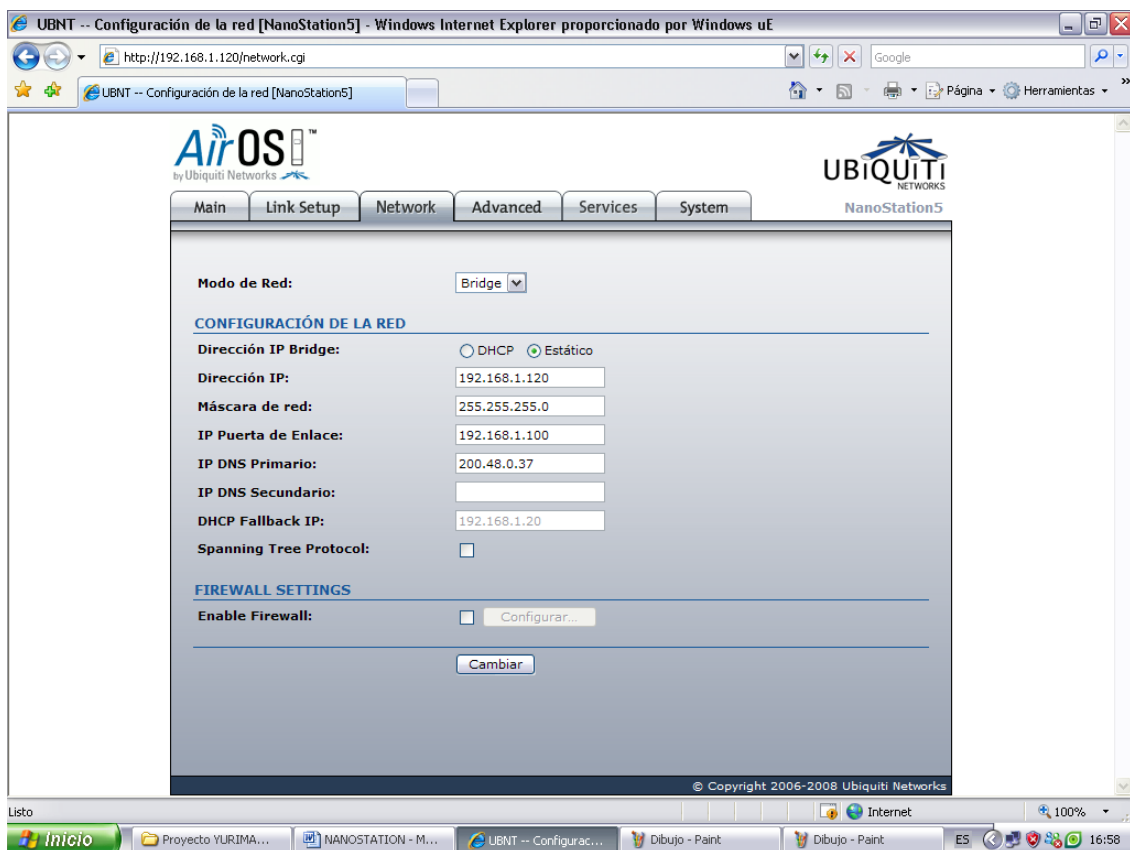 UBNT -- Configuración de la red [NanoStation5] - Windows Internet Explorer proporcionado por Windows uE
http://192.168.1.120/network.cgi
Google
UBNT -- Configuración de la red [NanoStation5]
Página
Herramientas
»
AirOS™
by Ubiquiti Networks
UBiQUiTi
NETWORKS
Main Link Setup Network Advanced Services System NanoStation5
Modo de Red: Bridge
CONFIGURACIÓN DE LA RED
Dirección IP Bridge: DHCP Estático
Dirección IP: 192.168.1.120
Máscara de red: 255.255.255.0
IP Puerta de Enlace: 192.168.1.100
IP DNS Primario: 200.48.0.37
IP DNS Secundario:
DHCP Fallback IP: 192.168.1.20
Spanning Tree Protocol:
FIREWALL SETTINGS
Enable Firewall: Configurar...
Cambiar
© Copyright 2006-2008 Ubiquiti Networks
Listo Internet 100%
Inicio Proyecto YURIMA... NANOSTATION - M... UBNT -- Configurac... Dibujo - Paint Dibujo - Paint ES 16:58